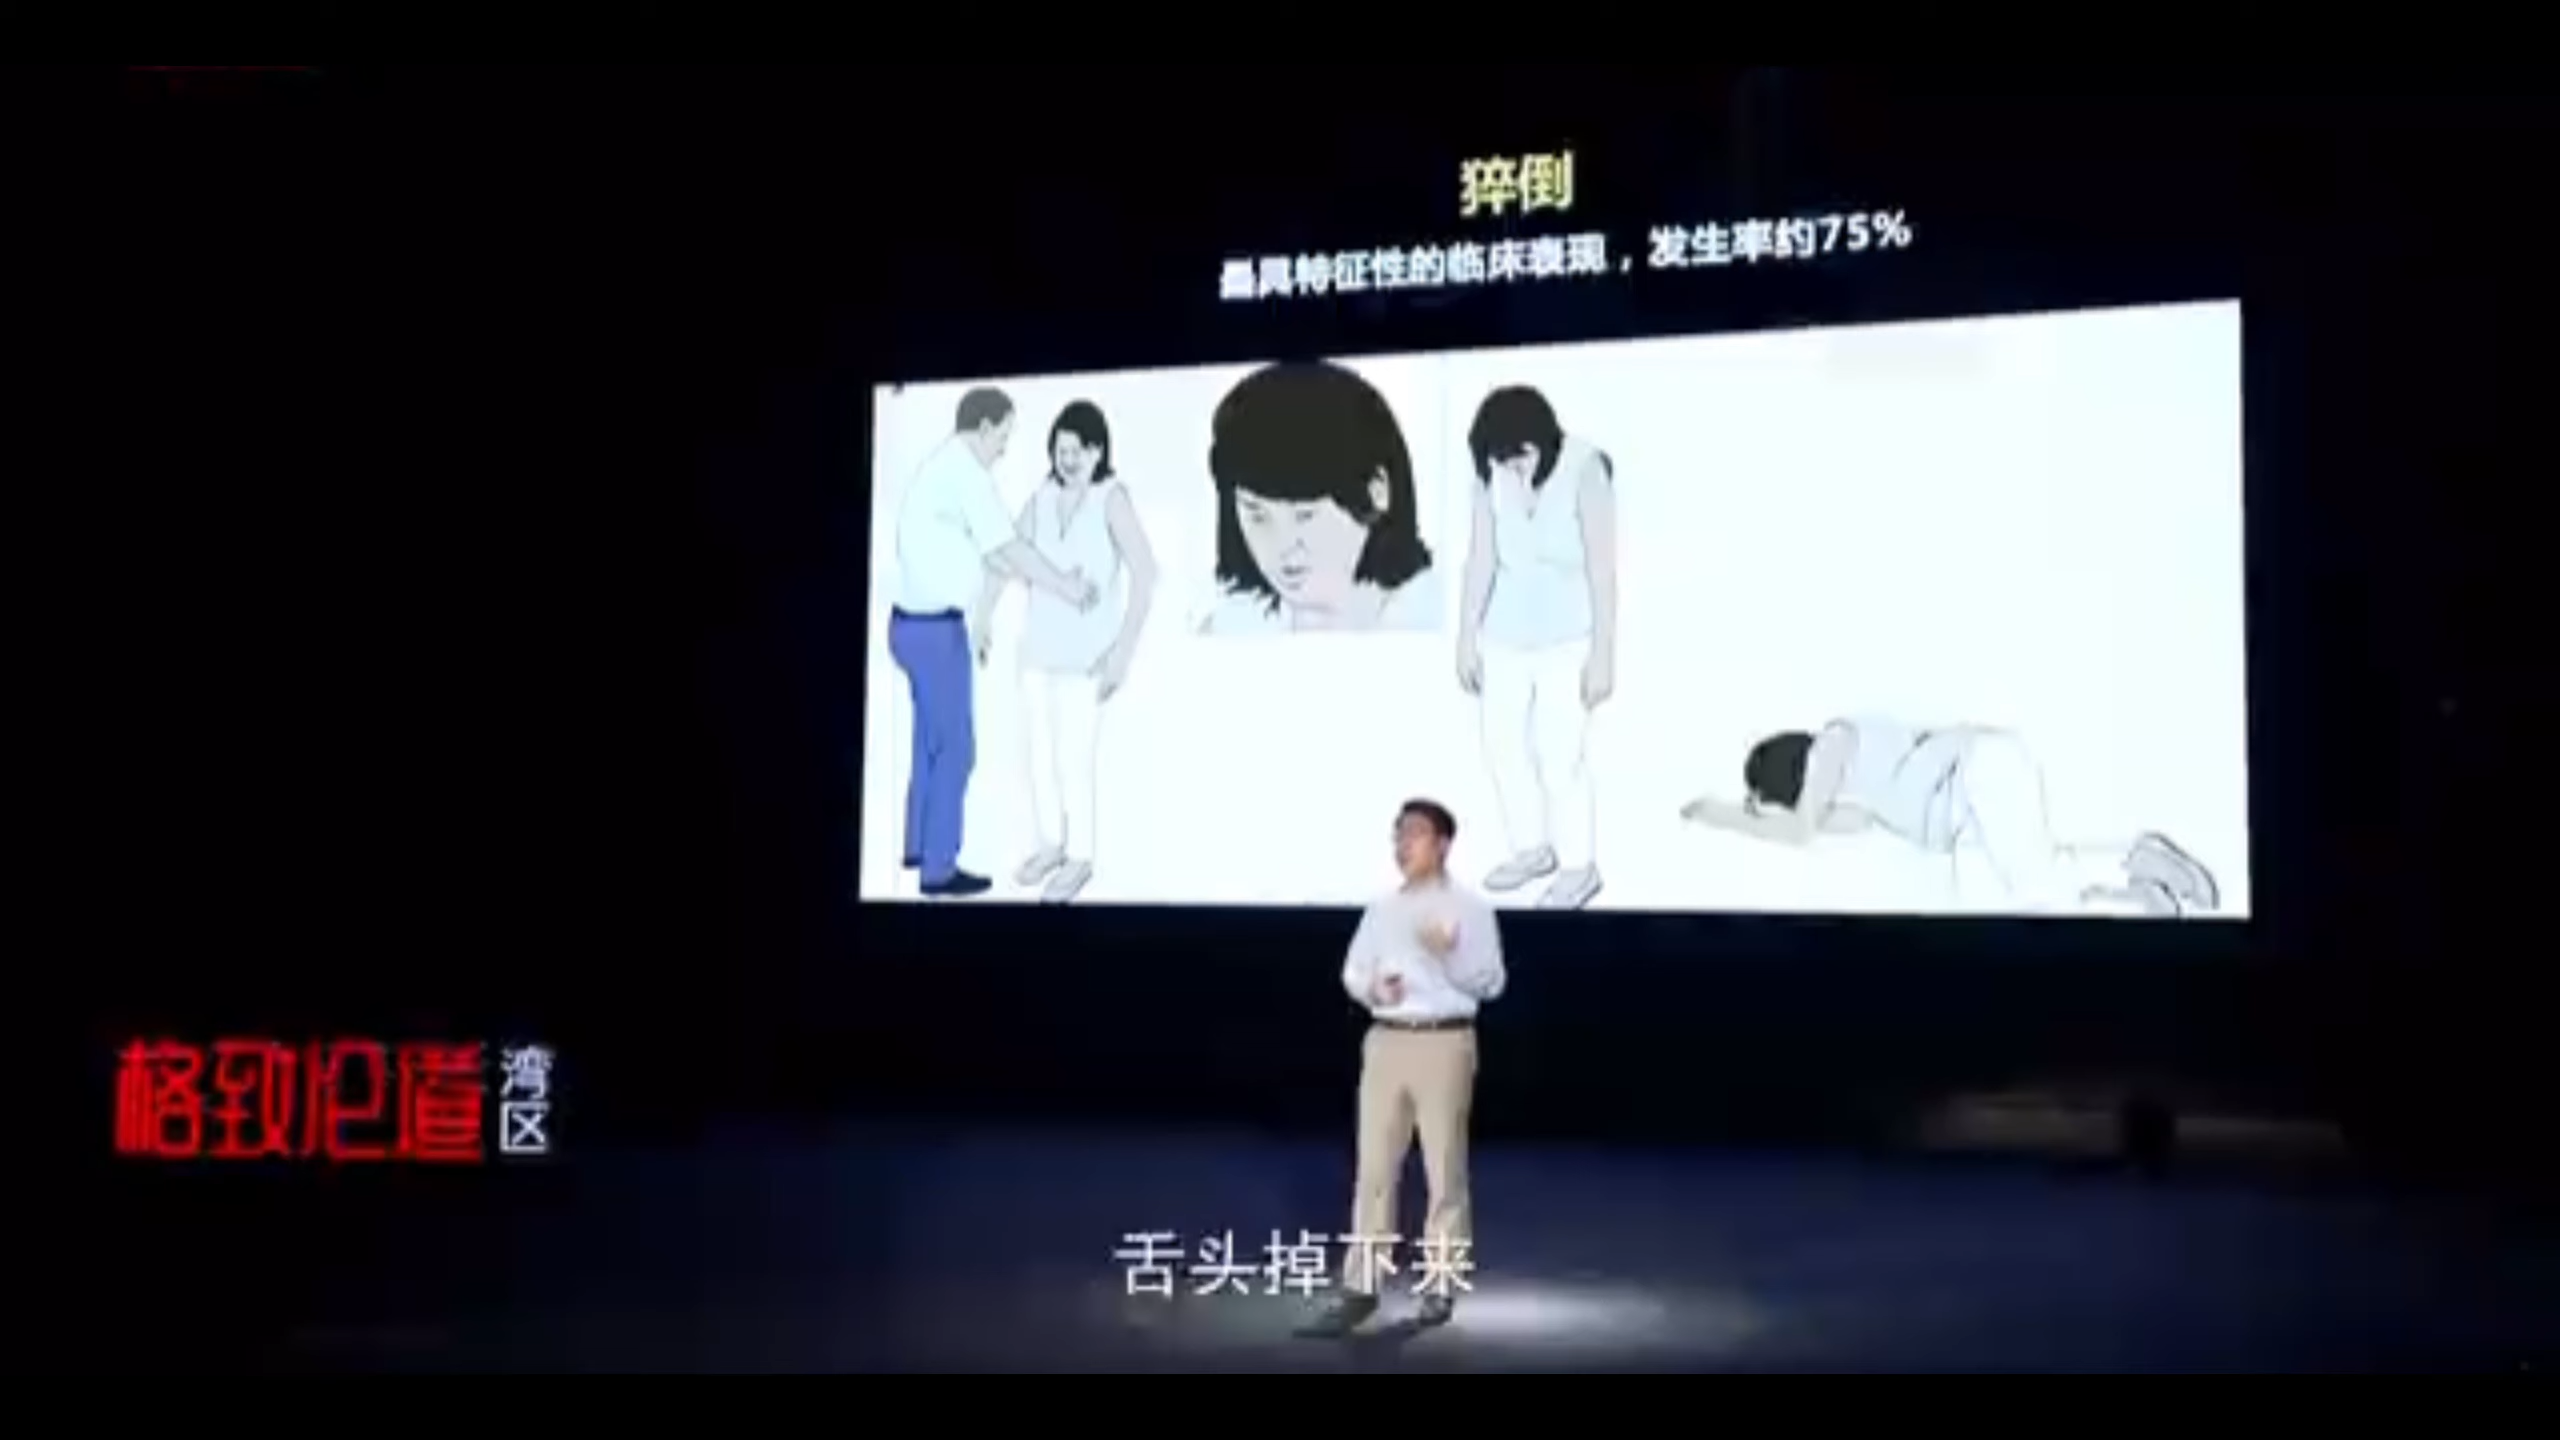 猝倒
最具特征性的临床表现，发生率约75%
格致论道
湾区
舌头掉下来